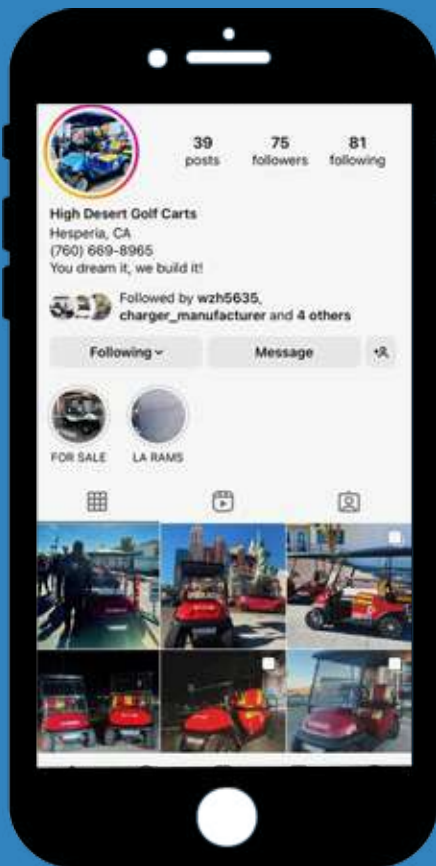 39 75 81
posts followers following
High Desert Golf Carts
Hesperia, CA
(760) 669-8965
You dream it, we build it!
Followed by wzh5635,
charger_manufacturer and 4 others
Following Message
FOR SALE LA RAMS